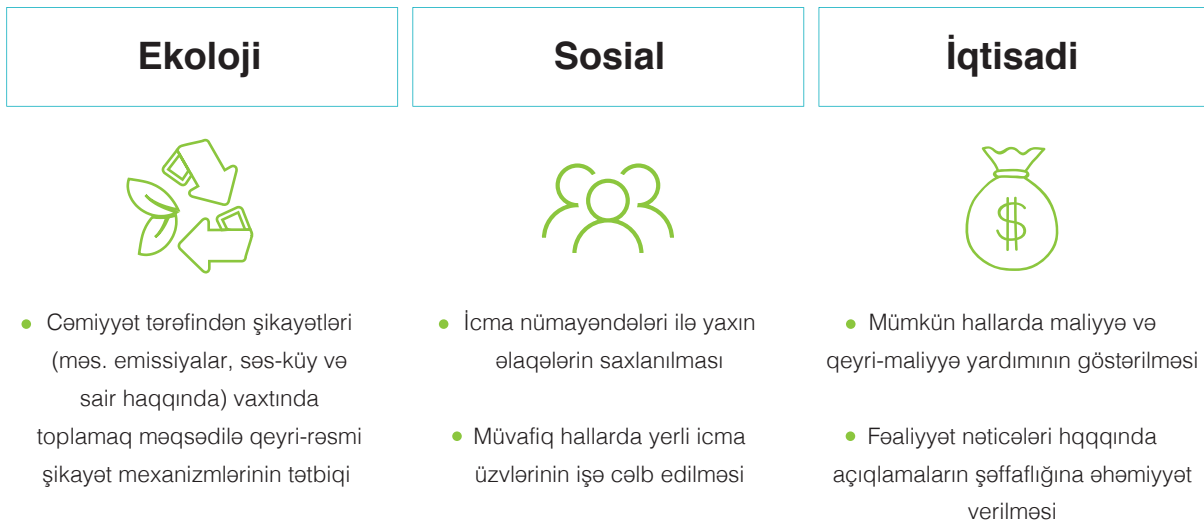 Ekoloji
• Cəmiyyət tərəfindən şikayətləri
(məs. emissiyalar, səs-küy və
sair haqqında) vaxtında
toplamaq məqsədilə qeyri-rəsmi
şikayət mexanizmlərinin tətbiqi
Sosial
• İcma nümayəndələri ilə yaxın
əlaqələrin saxlanılması
• Müvafiq hallarda yerli icma
üzvlərinin işə cəlb edilməsi
İqtisadi
$
• Mümkün hallarda maliyyə və
qeyri-maliyyə yardımının göstərilməsi
• Fəaliyyət nəticələri hqqqında
açıqlamaların şəffaflığına əhəmiyyət
verilməsi